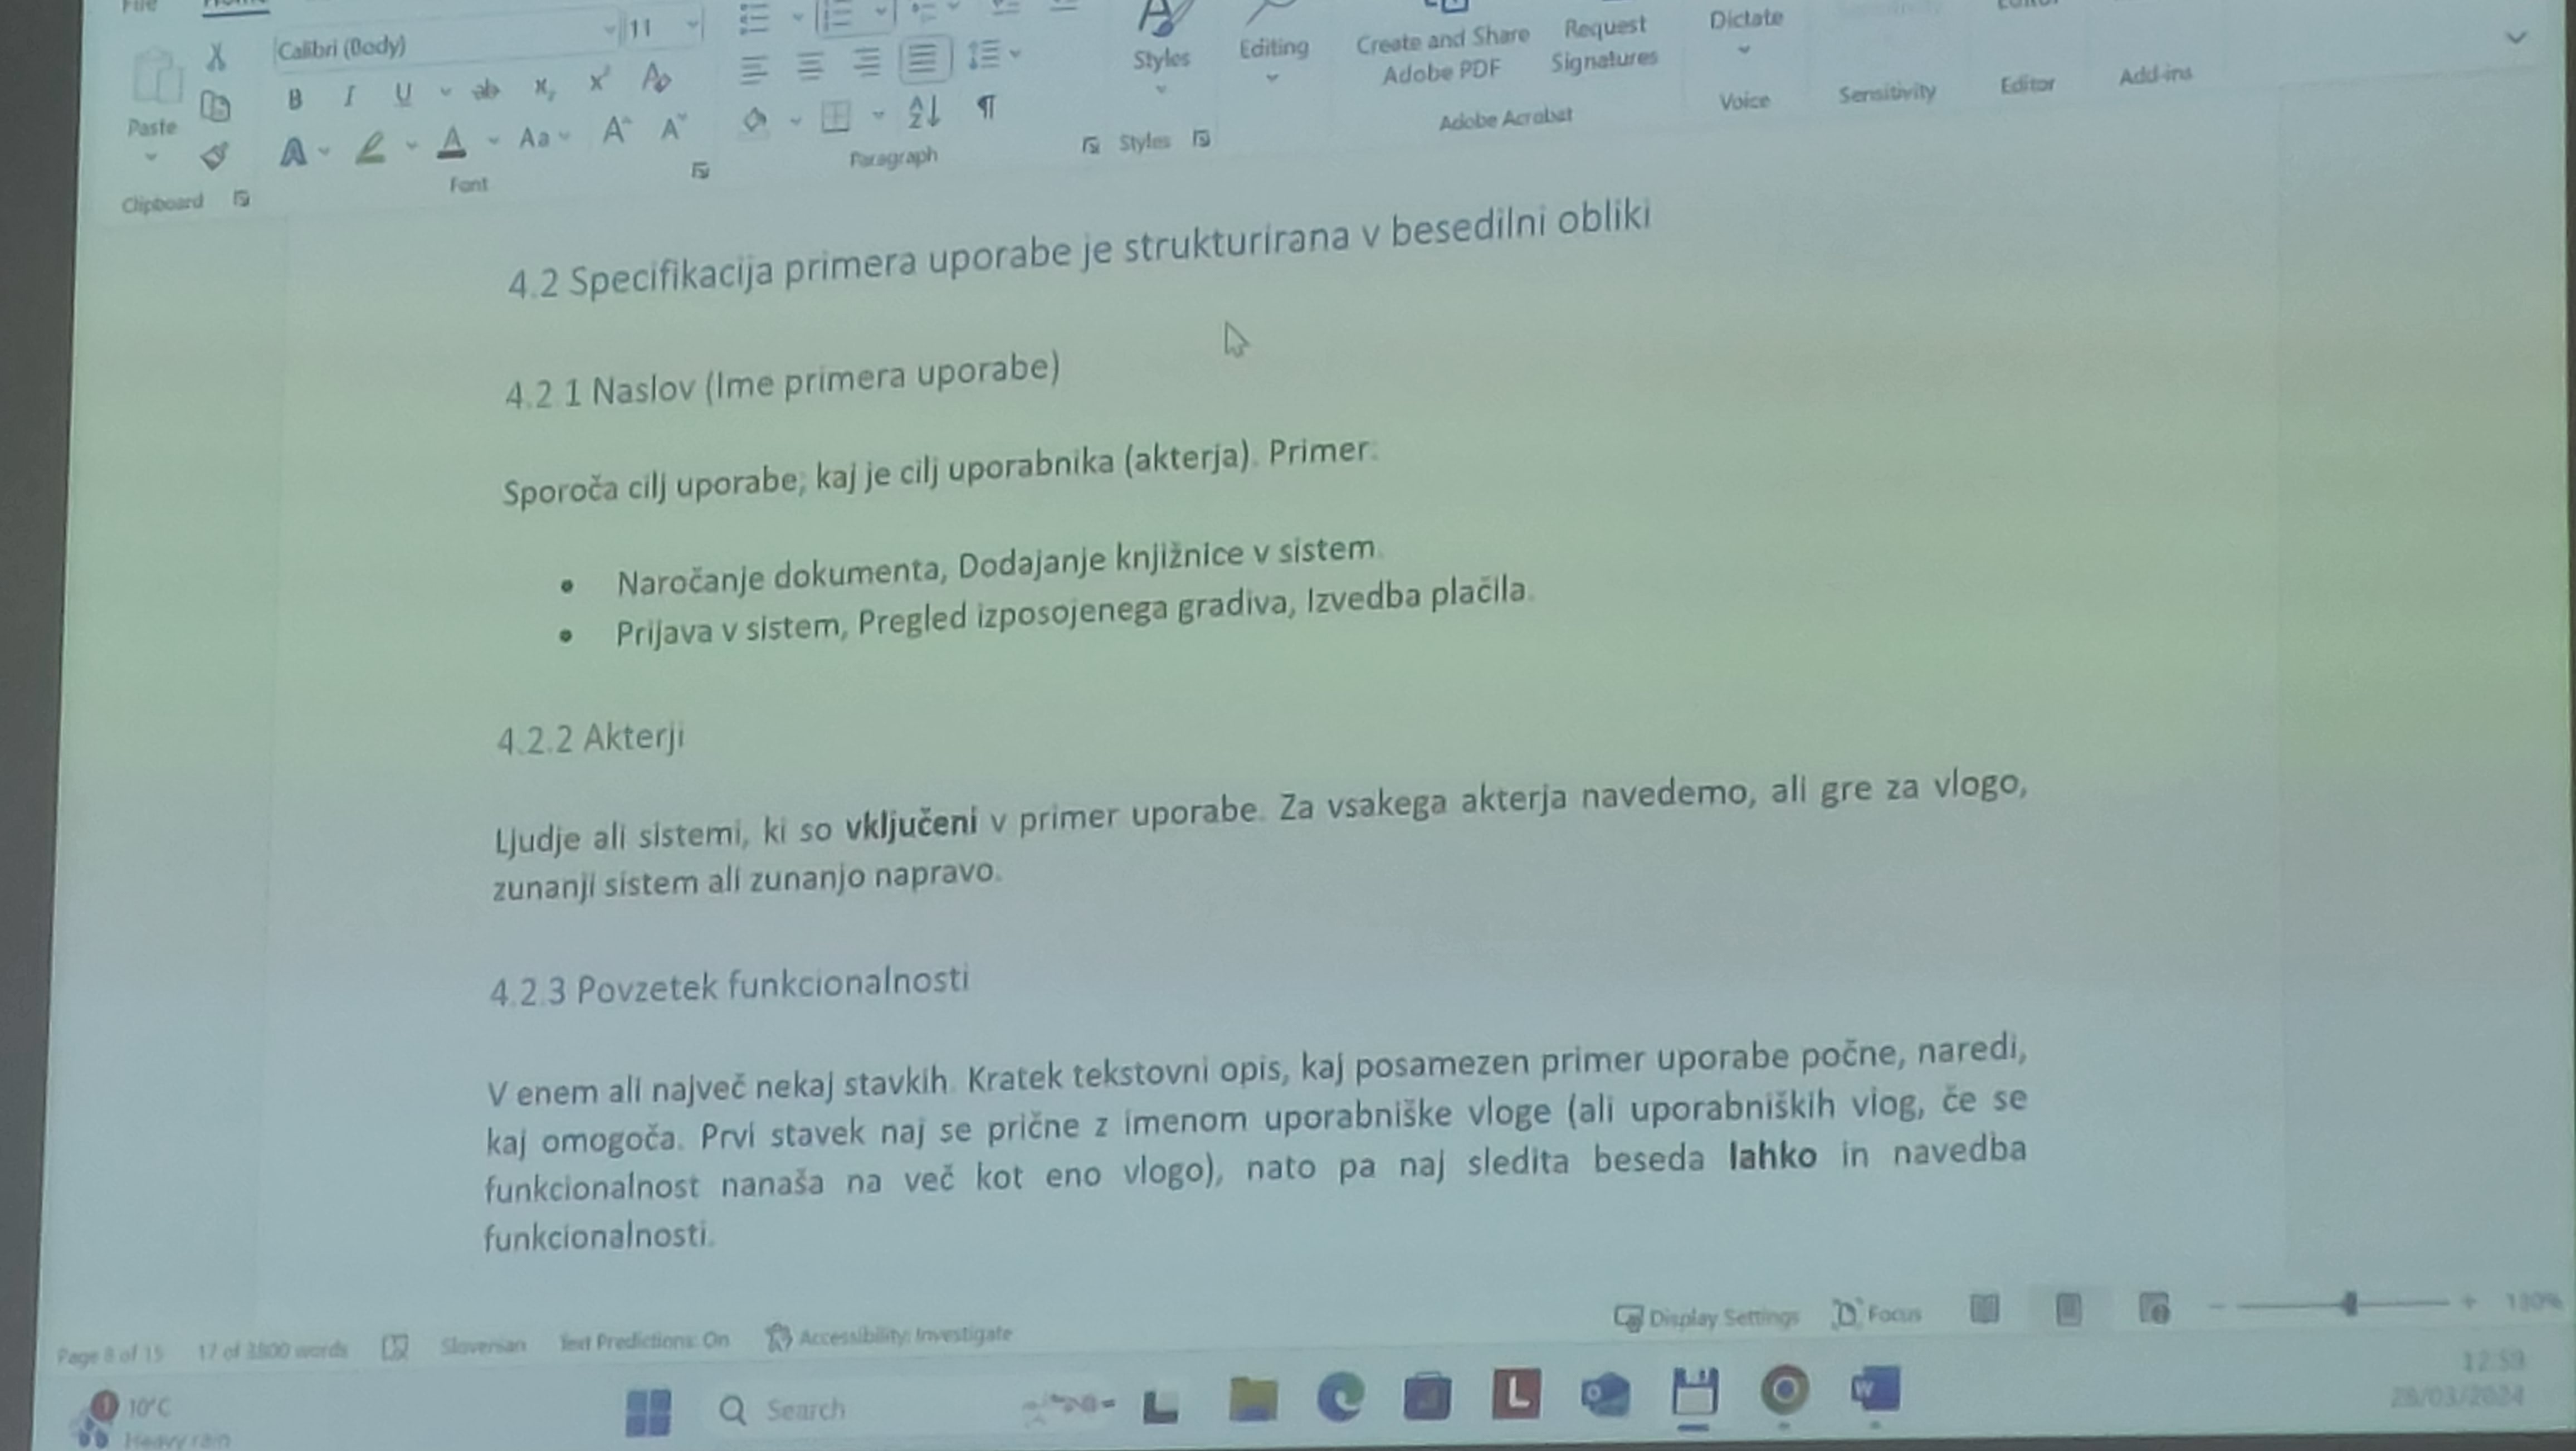 File
Calibri (Body)
11
Paste
B I U ab x₂ x² A
A A Aa A^ A˅
Clipboard
Font
Paragraph
Styles
Styles
Editing
Create and Share
Adobe PDF
Request
Signatures
Adobe Acrobat
Dictate
Voice
Sensitivity
Editor
Add-ins
4.2 Specifikacija primera uporabe je strukturirana v besedilni obliki
4.2 1 Naslov (Ime primera uporabe)
Sporoča cilj uporabe; kaj je cilj uporabnika (akterja). Primer:
• Naročanje dokumenta, Dodajanje knjižnice v sistem.
• Prijava v sistem, Pregled izposojenega gradiva, Izvedba plačila.
4.2.2 Akterji
Ljudje ali sistemi, ki so vključeni v primer uporabe. Za vsakega akterja navedemo, ali gre za vlogo,
zunanji sistem ali zunanjo napravo.
4.2.3 Povzetek funkcionalnosti
V enem ali največ nekaj stavkih. Kratek tekstovni opis, kaj posamezen primer uporabe počne, naredi,
kaj omogoča. Prvi stavek naj se prične z imenom uporabniške vloge (ali uporabniških vlog, če se
funkcionalnost nanaša na več kot eno vlogo), nato pa naj sledita beseda lahko in navedba
funkcionalnosti.
Page 8 of 15 17 of 3800 words Slovenian Text Predictions: On Accessibility: Investigate
Display Settings Focus
10°C
Heavy rain
Search
12:59